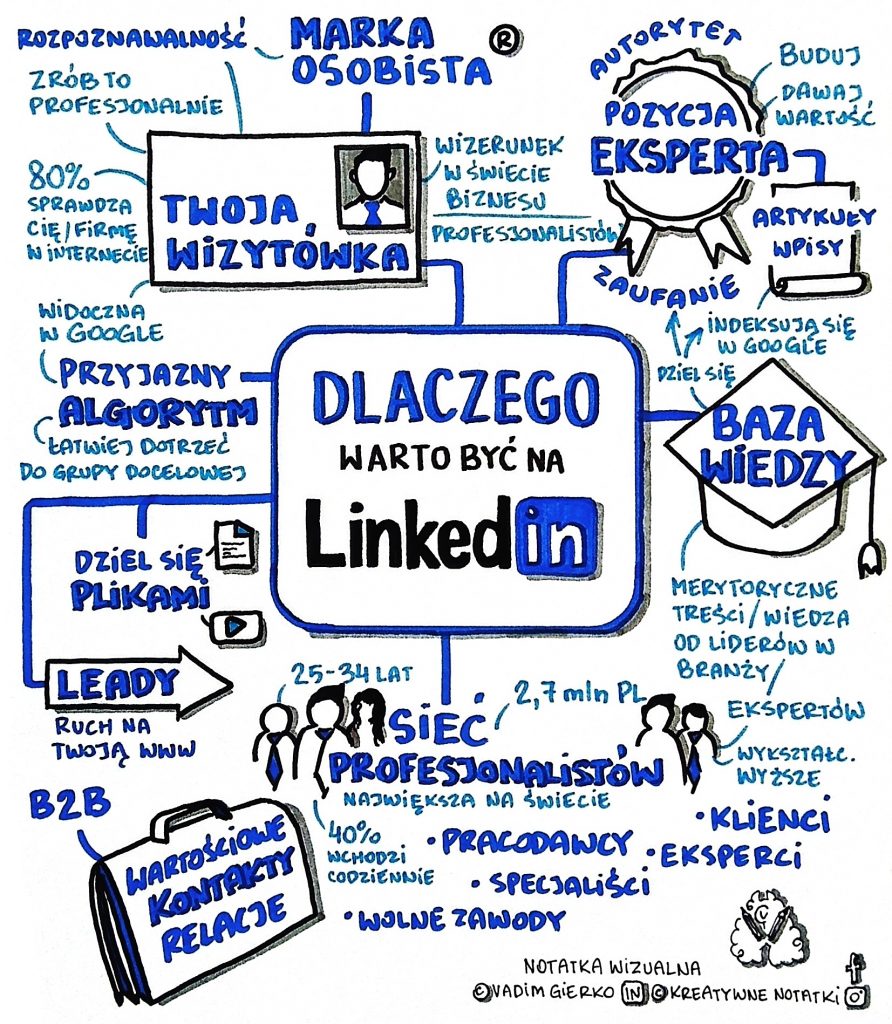 ROZPOZNAWALNOŚĆ
MARKA
OSOBISTA
®
ZRÓB TO
PROFESJONALNIE
80%
SPRAWDZA
CIĘ/FIRMĘ
W INTERNECIE
TWOJA
WIZYTÓWKA
WIZERUNEK
W ŚWIECIE
BIZNESU
PROFESJONALISTÓW
WIDOCZNA
W GOOGLE
AUTORYTET
BUDUJ
DAWAJ
WARTOŚĆ
POZYCJA
EKSPERTA
ARTYKUŁY
WPISY
ZAUFANIE
INDEKSUJĄ SIĘ
W GOOGLE
DZIEL SIĘ
PRZYJAZNY
ALGORYTM
ŁATWIEJ DOTRZEĆ
DO GRUPY DOCELOWEJ
DLACZEGO
WARTO BYĆ NA
Linkedin
BAZA
WIEDZY
MERYTORYCZNE
TREŚCI/WIEDZA
OD LIDERÓW W
BRANŻY/
EKSPERTÓW
DZIEL SIĘ
PLIKAMI
LEADY
RUCH NA
TWOJĄ WWW
25-34 LAT
2,7 mln PL
SIEĆ
PROFESJONALISTÓW
NAJWIĘKSZA NA ŚWIECIE
WYKSZTAŁC.
WYŻSZE
40%
WCHODZI
CODZIENNIE
• PRACODAWCY
• KLIENCI
• EKSPERCI
• SPECJALIŚCI
• WOLNE ZAWODY
B2B
WARTOŚCIOWE
KONTAKTY
RELACJE
NOTATKA WIZUALNA
© VADIM GIERKO in © KREATYWNE NOTATKI
f